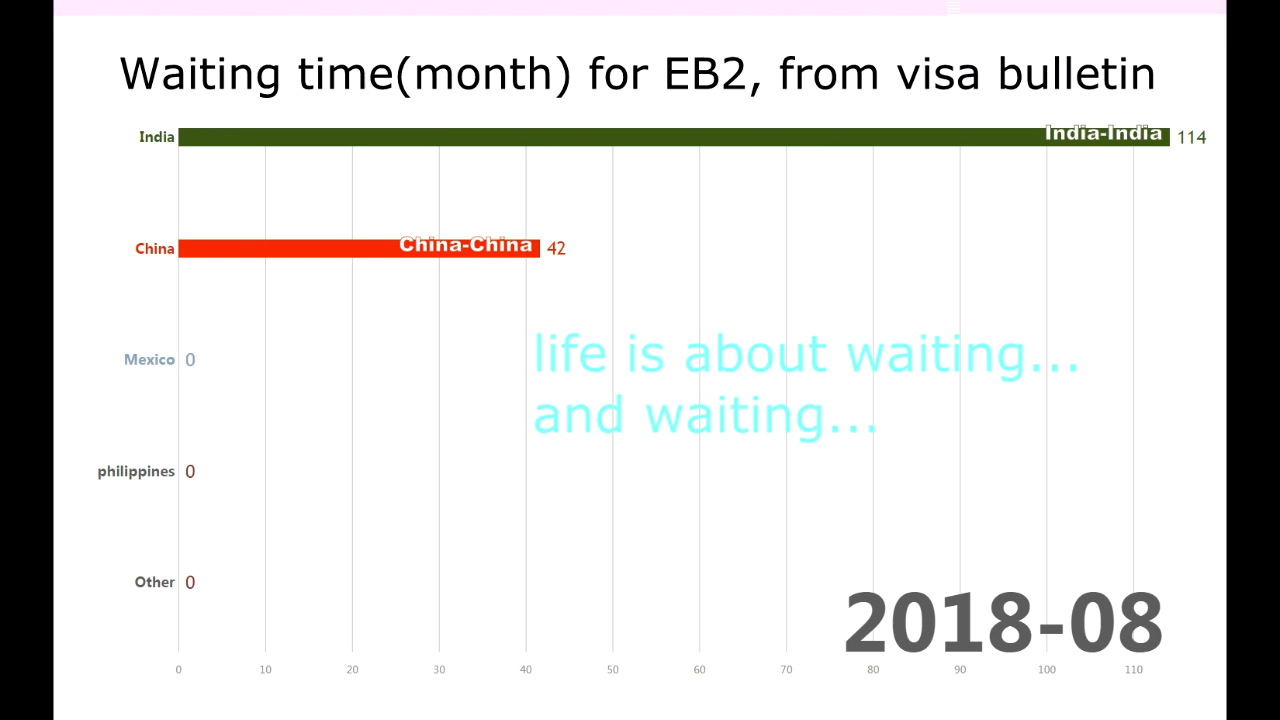 Waiting time(month) for EB2, from visa bulletin
India India-India 114
China China-China 42
Mexico 0
life is about waiting...
and waiting...
philippines 0
Other 0
2018-08
0 10 20 30 40 50 60 70 80 90 100 110